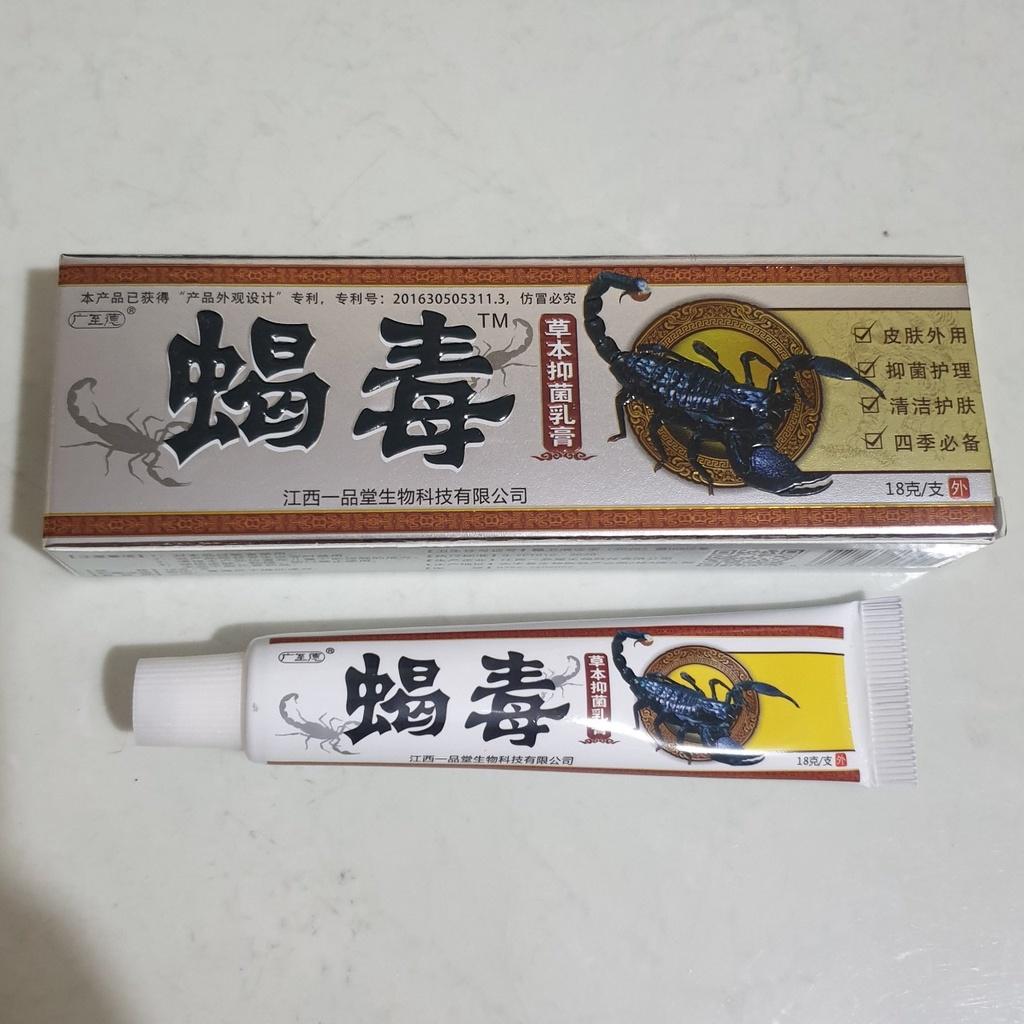 本产品已获得“产品外观设计”专利，专利号：201630505311.3，仿冒必究
广至德®
蝎毒™
草本抑菌乳膏
皮肤外用
抑菌护理
清洁护肤
四季必备
江西一品堂生物科技有限公司
18克/支 外
广至德®
蝎毒
草本抑菌乳膏
江西一品堂生物科技有限公司
18克/支 外